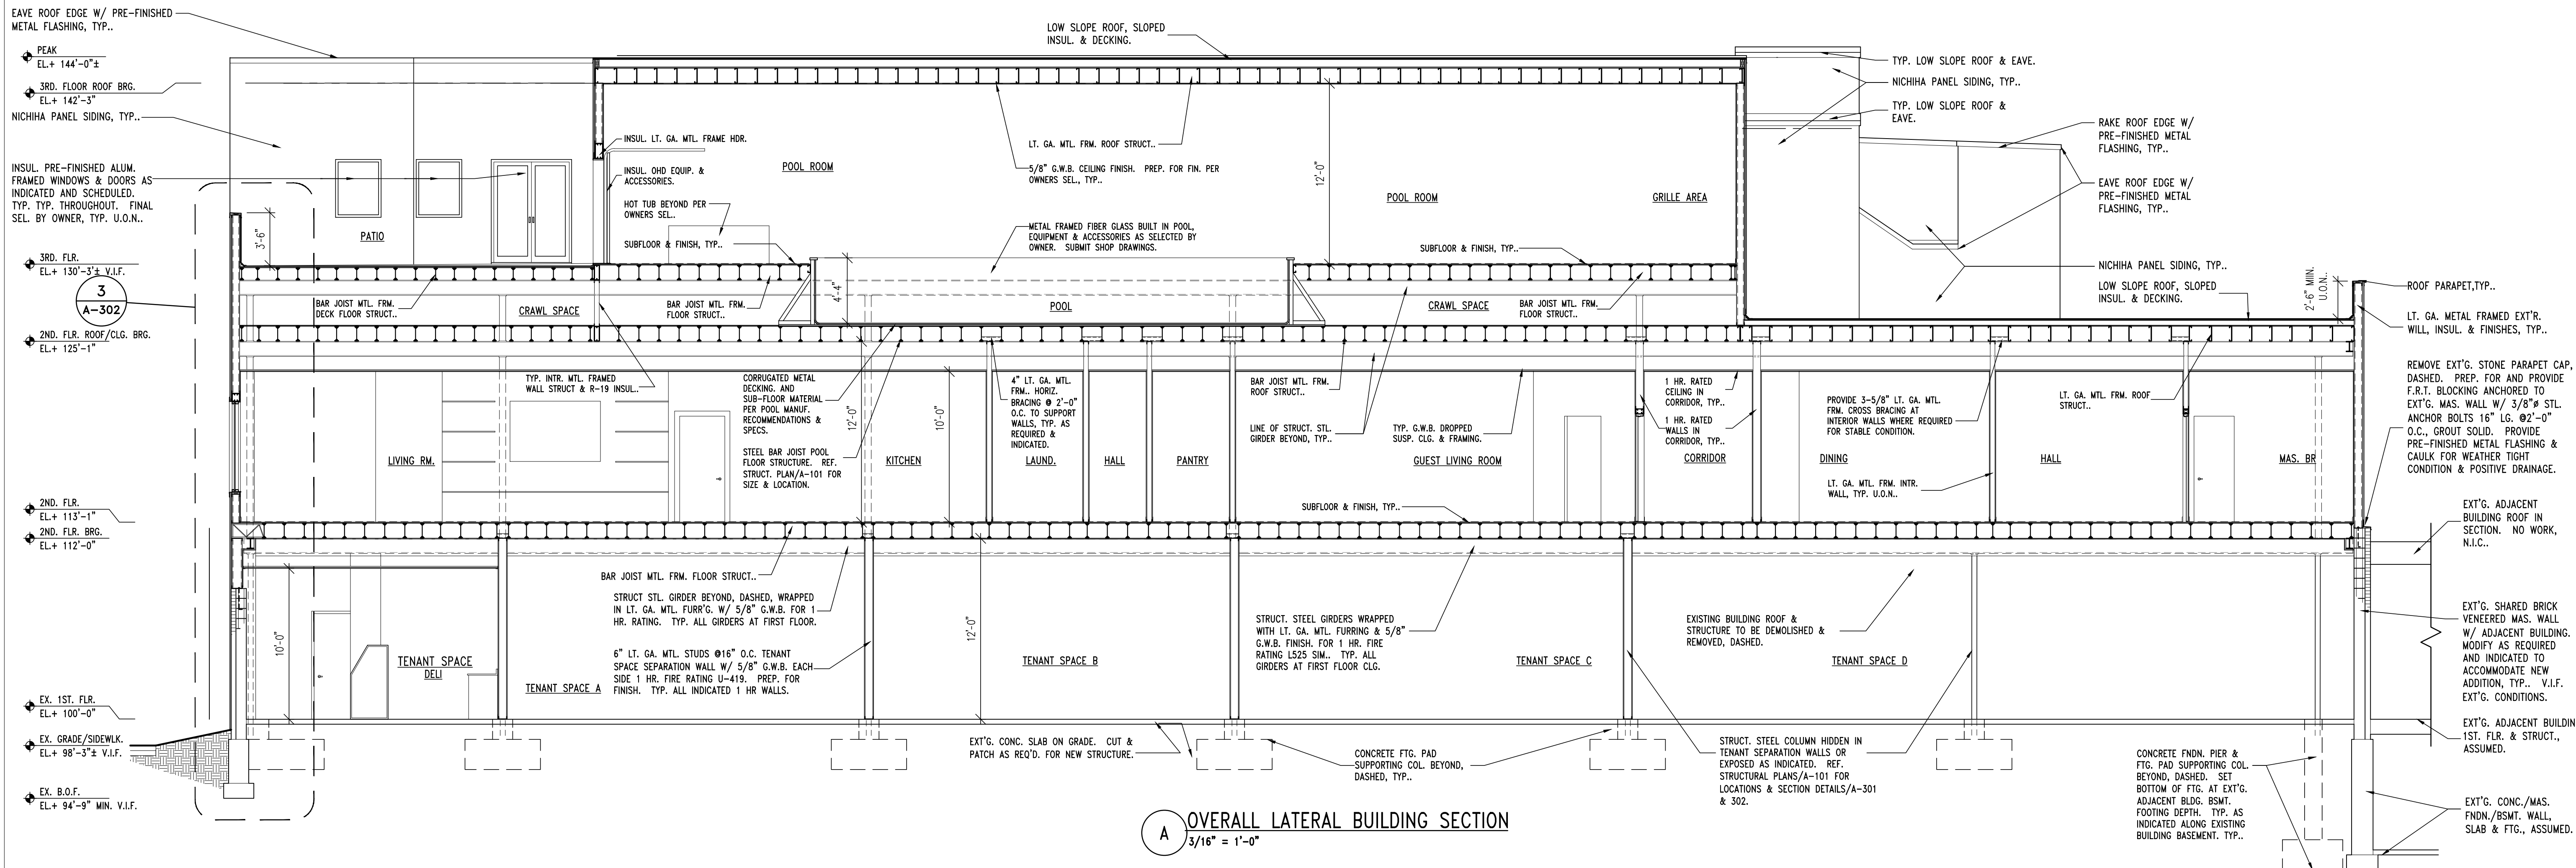 EAVE ROOF EDGE W/ PRE-FINISHED
METAL FLASHING, TYP..
PEAK
EL.+ 144'-0"±
3RD. FLOOR ROOF BRG.
EL.+ 142'-3"
NICHIHA PANEL SIDING, TYP..
INSUL. PRE-FINISHED ALUM.
FRAMED WINDOWS & DOORS AS
INDICATED AND SCHEDULED.
TYP. TYP. THROUGHOUT. FINAL
SEL. BY OWNER, TYP. U.O.N..
3RD. FLR.
EL.+ 130'-3"± V.I.F.
3
A-302
2ND. FLR. ROOF/CLG. BRG.
EL.+ 125'-1"
2ND. FLR.
EL.+ 113'-1"
2ND. FLR. BRG.
EL.+ 112'-0"
EX. 1ST. FLR.
EL.+ 100'-0"
EX. GRADE/SIDEWLK.
EL.+ 98'-3"± V.I.F.
EX. B.O.F.
EL.+ 94'-9" MIN. V.I.F.
3'-6"
PATIO
INSUL. LT. GA. MTL. FRAME HDR.
INSUL. OHD EQUIP. &
ACCESSORIES.
HOT TUB BEYOND PER
OWNERS SEL..
SUBFLOOR & FINISH, TYP..
POOL ROOM
LOW SLOPE ROOF, SLOPED
INSUL. & DECKING.
LT. GA. MTL. FRM. ROOF STRUCT..
5/8" G.W.B. CEILING FINISH. PREP. FOR FIN. PER
OWNERS SEL., TYP..
METAL FRAMED FIBER GLASS BUILT IN POOL,
EQUIPMENT & ACCESSORIES AS SELECTED BY
OWNER. SUBMIT SHOP DRAWINGS.
12'-0"
POOL ROOM
GRILLE AREA
SUBFLOOR & FINISH, TYP..
TYP. LOW SLOPE ROOF & EAVE.
NICHIHA PANEL SIDING, TYP..
TYP. LOW SLOPE ROOF &
EAVE.
RAKE ROOF EDGE W/
PRE-FINISHED METAL
FLASHING, TYP..
EAVE ROOF EDGE W/
PRE-FINISHED METAL
FLASHING, TYP..
NICHIHA PANEL SIDING, TYP..
LOW SLOPE ROOF, SLOPED
INSUL. & DECKING.
2'-6" MIN.
U.O.N..
ROOF PARAPET,TYP..
LT. GA. METAL FRAMED EXT'R.
WILL, INSUL. & FINISHES, TYP..
REMOVE EXT'G. STONE PARAPET CAP,
DASHED. PREP. FOR AND PROVIDE
F.R.T. BLOCKING ANCHORED TO
EXT'G. MAS. WALL W/ 3/8"ø STL.
ANCHOR BOLTS 16" LG. @2'-0"
O.C., GROUT SOLID. PROVIDE
PRE-FINISHED METAL FLASHING &
CAULK FOR WEATHER TIGHT
CONDITION & POSITIVE DRAINAGE.
BAR JOIST MTL. FRM.
DECK FLOOR STRUCT..
CRAWL SPACE
BAR JOIST MTL. FRM.
FLOOR STRUCT..
4'-4"
POOL
CRAWL SPACE
BAR JOIST MTL. FRM.
FLOOR STRUCT..
TYP. INTR. MTL. FRAMED
WALL STRUCT & R-19 INSUL..
CORRUGATED METAL
DECKING. AND
SUB-FLOOR MATERIAL
PER POOL MANUF.
RECOMMENDATIONS &
SPECS.
STEEL BAR JOIST POOL
FLOOR STRUCTURE. REF.
STRUCT. PLAN/A-101 FOR
SIZE & LOCATION.
12'-0"
10'-0"
4" LT. GA. MTL.
FRM.. HORIZ.
BRACING @ 2'-0"
O.C. TO SUPPORT
WALLS, TYP. AS
REQUIRED &
INDICATED.
BAR JOIST MTL. FRM.
ROOF STRUCT..
LINE OF STRUCT. STL.
GIRDER BEYOND, TYP..
TYP. G.W.B. DROPPED
SUSP. CLG. & FRAMING.
1 HR. RATED
CEILING IN
CORRIDOR, TYP..
1 HR. RATED
WALLS IN
CORRIDOR, TYP..
PROVIDE 3-5/8" LT. GA. MTL.
FRM. CROSS BRACING AT
INTERIOR WALLS WHERE REQUIRED
FOR STABLE CONDITION.
LT. GA. MTL. FRM. ROOF
STRUCT..
LIVING RM.
KITCHEN
LAUND.
HALL
PANTRY
GUEST LIVING ROOM
CORRIDOR
DINING
HALL
MAS. BR
LT. GA. MTL. FRM. INTR.
WALL, TYP. U.O.N..
SUBFLOOR & FINISH, TYP..
EXT'G. ADJACENT
BUILDING ROOF IN
SECTION. NO WORK,
N.I.C..
BAR JOIST MTL. FRM. FLOOR STRUCT..
STRUCT STL. GIRDER BEYOND, DASHED, WRAPPED
IN LT. GA. MTL. FURR'G. W/ 5/8" G.W.B. FOR 1
HR. RATING. TYP. ALL GIRDERS AT FIRST FLOOR.
6" LT. GA. MTL. STUDS @16" O.C. TENANT
SPACE SEPARATION WALL W/ 5/8" G.W.B. EACH
SIDE 1 HR. FIRE RATING U-419. PREP. FOR
FINISH. TYP. ALL INDICATED 1 HR WALLS.
10'-0"
TENANT SPACE
DELI
TENANT SPACE A
12'-0"
TENANT SPACE B
STRUCT. STEEL GIRDERS WRAPPED
WITH LT. GA. MTL. FURRING & 5/8"
G.W.B. FINISH. FOR 1 HR. FIRE
RATING L525 SIM.. TYP. ALL
GIRDERS AT FIRST FLOOR CLG.
TENANT SPACE C
EXISTING BUILDING ROOF &
STRUCTURE TO BE DEMOLISHED &
REMOVED, DASHED.
TENANT SPACE D
EXT'G. SHARED BRICK
VENEERED MAS. WALL
W/ ADJACENT BUILDING.
MODIFY AS REQUIRED
AND INDICATED TO
ACCOMMODATE NEW
ADDITION, TYP.. V.I.F.
EXT'G. CONDITIONS.
EXT'G. ADJACENT BUILDIN
1ST. FLR. & STRUCT.,
ASSUMED.
EXT'G. CONC. SLAB ON GRADE. CUT &
PATCH AS REQ'D. FOR NEW STRUCTURE.
CONCRETE FTG. PAD
SUPPORTING COL. BEYOND,
DASHED, TYP..
STRUCT. STEEL COLUMN HIDDEN IN
TENANT SEPARATION WALLS OR
EXPOSED AS INDICATED. REF.
STRUCTURAL PLANS/A-101 FOR
LOCATIONS & SECTION DETAILS/A-301
& 302.
CONCRETE FNDN. PIER &
FTG. PAD SUPPORTING COL.
BEYOND, DASHED. SET
BOTTOM OF FTG. AT EXT'G.
ADJACENT BLDG. BSMT.
FOOTING DEPTH. TYP. AS
INDICATED ALONG EXISTING
BUILDING BASEMENT. TYP..
EXT'G. CONC./MAS.
FNDN./BSMT. WALL,
SLAB & FTG., ASSUMED.
A
OVERALL LATERAL BUILDING SECTION
3/16" = 1'-0"